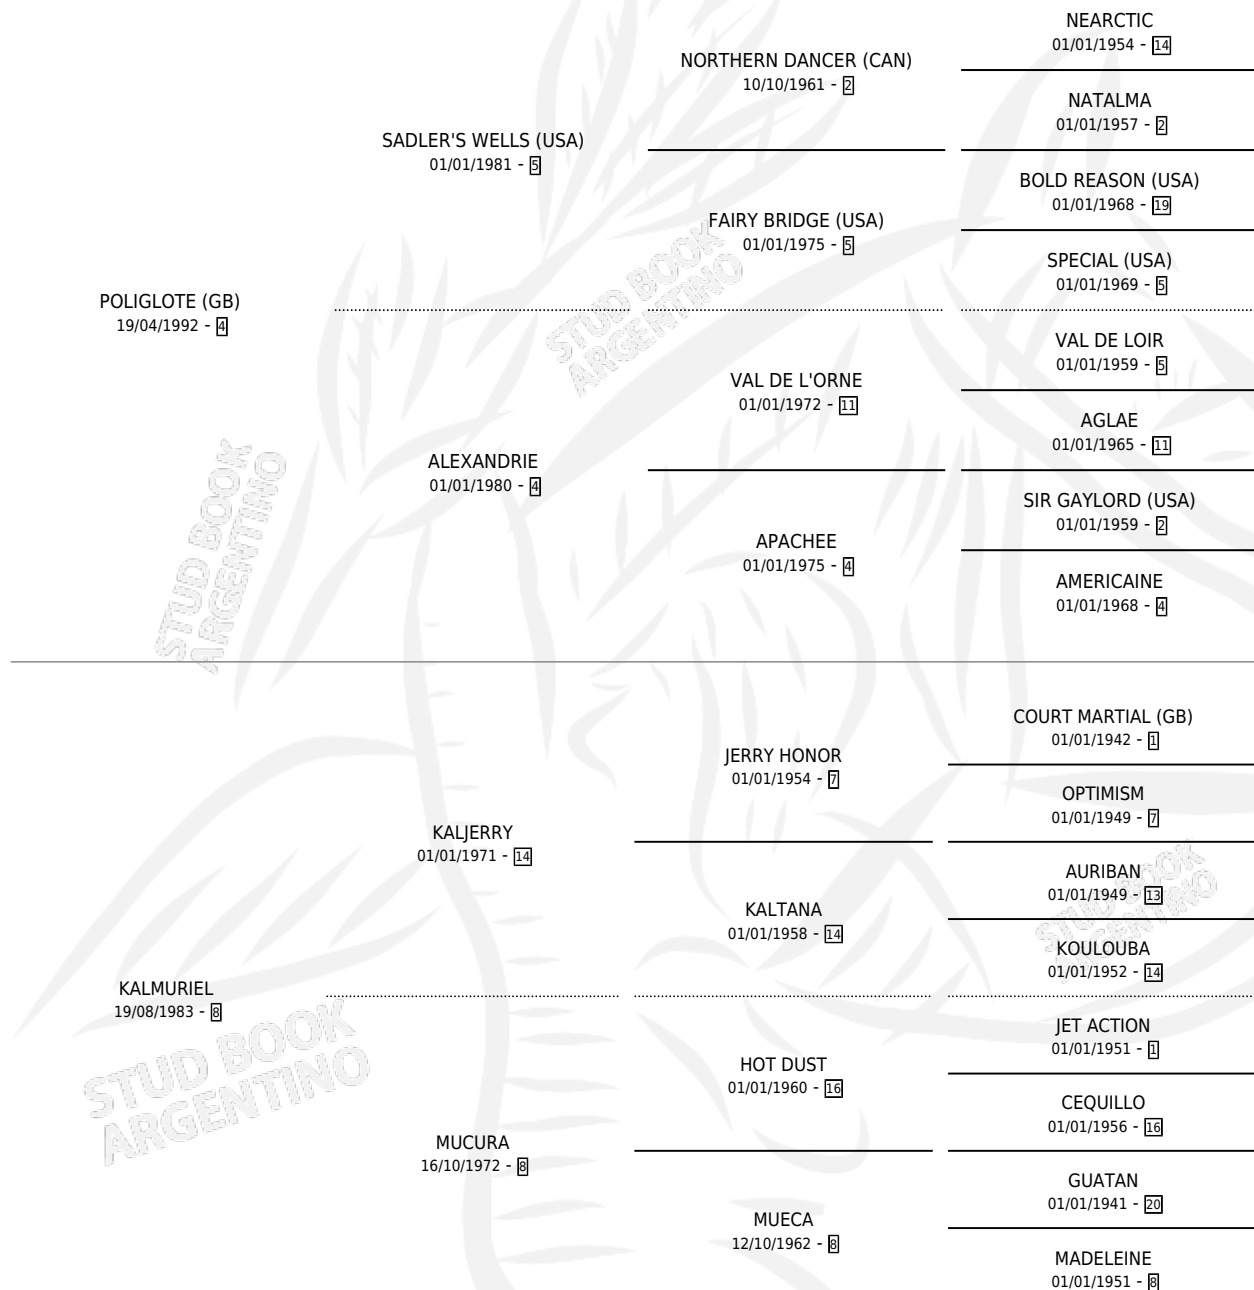 NEARCTIC
01/01/1954 - 14
NORTHERN DANCER (CAN)
10/10/1961 - 2
NATALMA
01/01/1957 - 2
SADLER'S WELLS (USA)
01/01/1981 - 5
BOLD REASON (USA)
01/01/1968 - 19
FAIRY BRIDGE (USA)
01/01/1975 - 5
SPECIAL (USA)
01/01/1969 - 5
POLIGLOTE (GB)
19/04/1992 - 4
VAL DE LOIR
01/01/1959 - 5
VAL DE L'ORNE
01/01/1972 - 11
AGLAE
01/01/1965 - 11
ALEXANDRIE
01/01/1980 - 4
SIR GAYLORD (USA)
01/01/1959 - 2
APACHEE
01/01/1975 - 4
AMERICAINE
01/01/1968 - 4
COURT MARTIAL (GB)
01/01/1942 - 1
JERRY HONOR
01/01/1954 - 7
OPTIMISM
01/01/1949 - 7
KALJERRY
01/01/1971 - 14
AURIBAN
01/01/1949 - 13
KALTANA
01/01/1958 - 14
KOULOUBA
01/01/1952 - 14
KALMURIEL
19/08/1983 - 8
JET ACTION
01/01/1951 - 1
HOT DUST
01/01/1960 - 16
CEQUILLO
01/01/1956 - 16
MUCURA
16/10/1972 - 8
GUATAN
01/01/1941 - 20
MUECA
12/10/1962 - 8
MADELEINE
01/01/1951 - 8
STUD BOOK
ARGENTINO
STUD BOOK
ARGENTINO
STUD BOOK
ARGENTINO
STUD BOOK
ARGENTINO